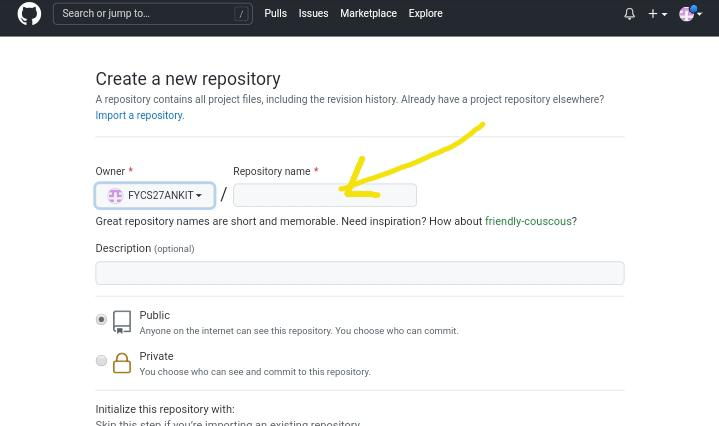 Search or jump to… /
Pulls Issues Marketplace Explore
Create a new repository
A repository contains all project files, including the revision history. Already have a project repository elsewhere?
Import a repository.
Owner * Repository name *
FYCS27ANKIT /
Great repository names are short and memorable. Need inspiration? How about friendly-couscous?
Description (optional)
Public
Anyone on the internet can see this repository. You choose who can commit.
Private
You choose who can see and commit to this repository.
Initialize this repository with:
Skip this step if you're importing an existing repository.